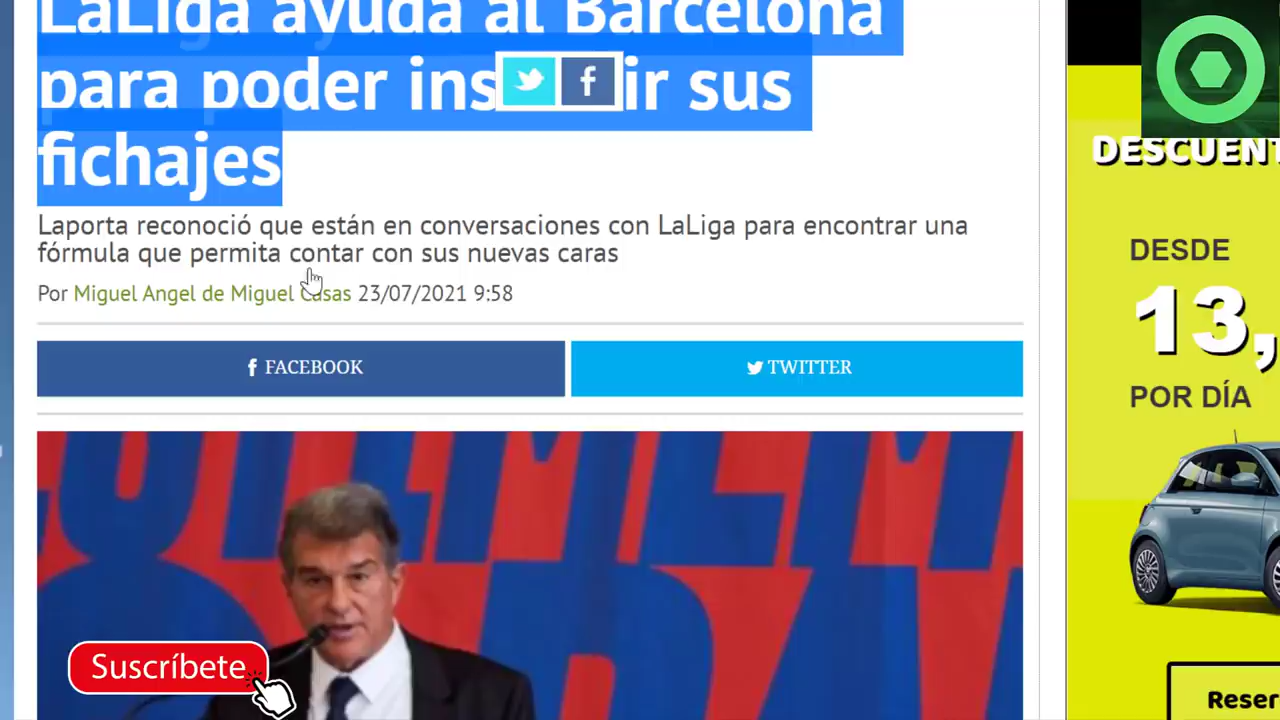 LaLiga ayuda al Barcelona
para poder ins ir sus
fichajes
Laporta reconoció que están en conversaciones con LaLiga para encontrar una
fórmula que permita contar con sus nuevas caras
Por Miguel Angel de Miguel Casas 23/07/2021 9:58
FACEBOOK
TWITTER
Suscríbete
DESCUENT
DESDE
13,
POR DÍA
Reser